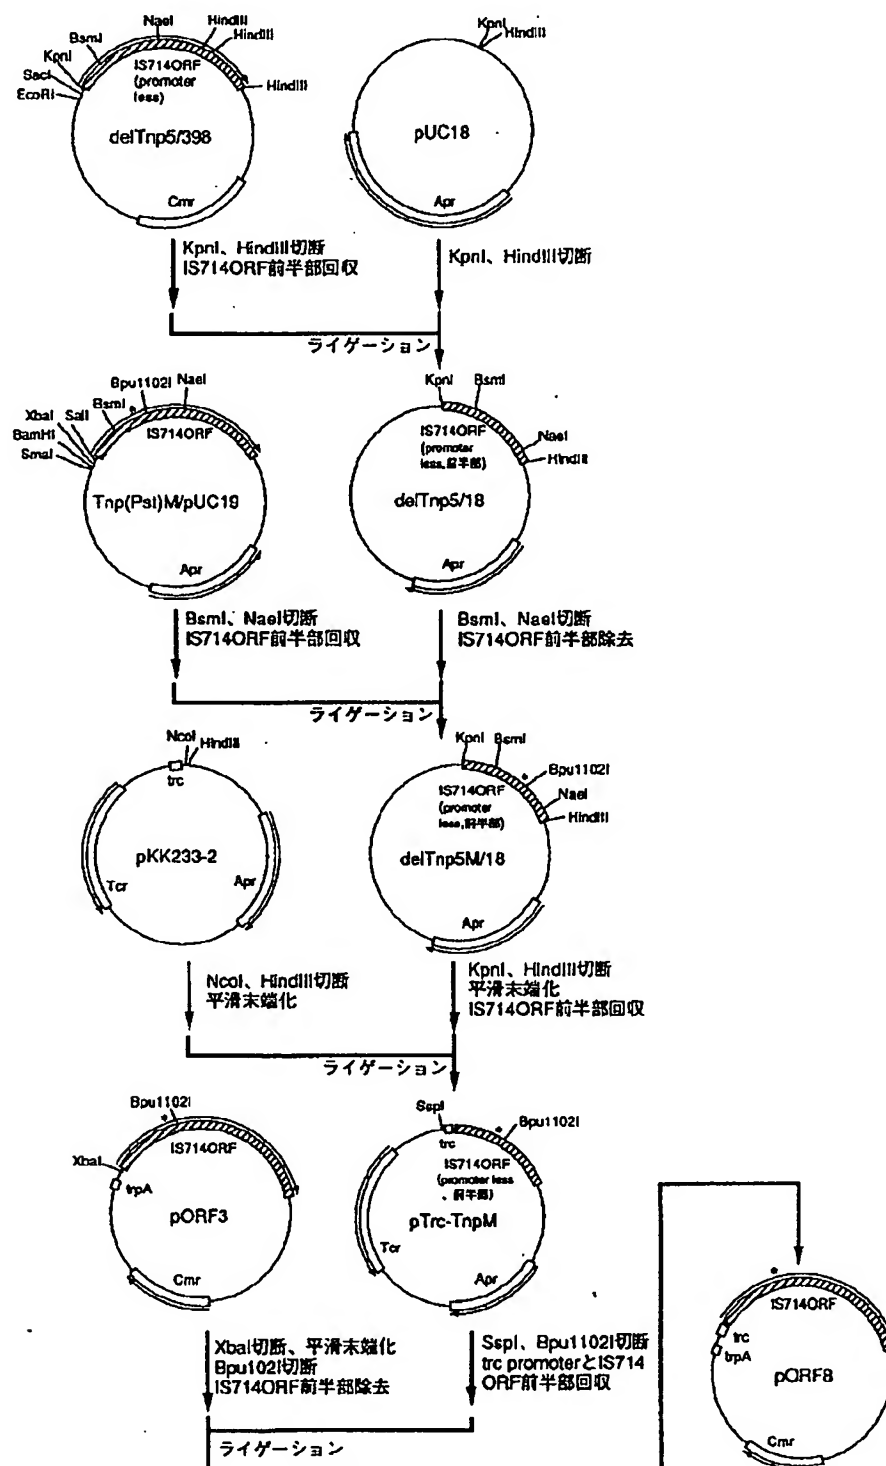 NaeI
HindIII
HindIII
BsmI
KpnI
SacI
EcoRI
HindIII
IS714ORF
(promoter
less)
delTnp5/398
Cmr
KpnI
HindIII
pUC18
Apr
KpnI、HindIII切断
IS714ORF前半部回収
KpnI、HindIII切断
ライゲーション
Bpu1102I
NaeI
*
BsmI
XbaI
SalI
BamHI
SmaI
IS714ORF
Tnp(Pst)M/pUC19
Apr
KpnI
BsmI
IS714ORF
(promoter
less,前半部)
NaeI
HindIII
delTnp5/18
Apr
BsmI、NaeI切断
IS714ORF前半部回収
BsmI、NaeI切断
IS714ORF前半部除去
ライゲーション
NcoI
HindIII
trc
pKK233-2
Tcr
Apr
KpnI
BsmI
*
Bpu1102I
IS714ORF
(promoter
less,前半部)
NaeI
HindIII
delTnp5M/18
Apr
NcoI、HindIII切断
平滑末端化
KpnI、HindIII切断
平滑末端化
IS714ORF前半部回収
ライゲーション
Bpu1102I
*
IS714ORF
XbaI
trpA
pORF3
Cmr
SspI
*
Bpu1102I
trc
IS714ORF
(promoter less
、前半部)
pTrc-TnpM
Tcr
Apr
XbaI切断、平滑末端化
Bpu102I切断
IS714ORF前半部除去
SspI、Bpu1102I切断
trc promoterとIS714
ORF前半部回収
ライゲーション
*
IS714ORF
trc
trpA
pORF8
Cmr